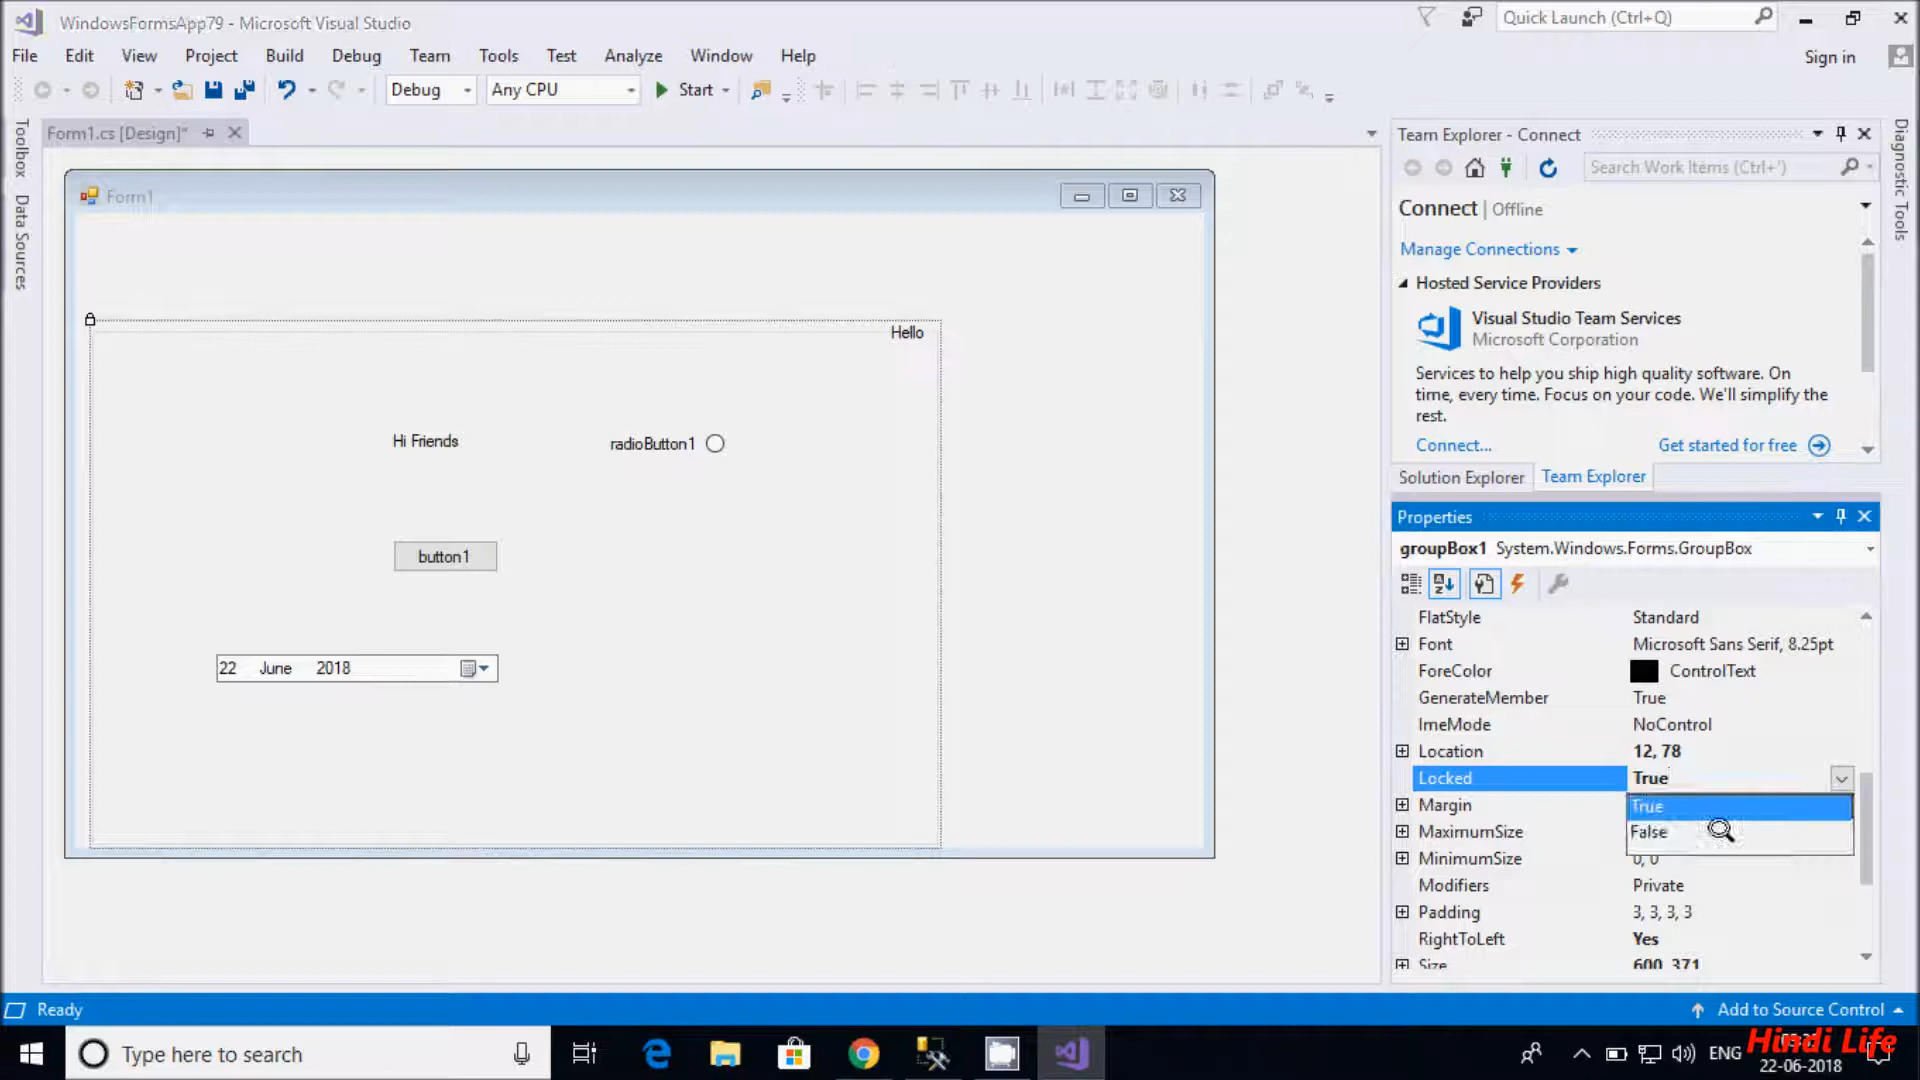 WindowsFormsApp79 - Microsoft Visual Studio
Quick Launch (Ctrl+Q)
File Edit View Project Build Debug Team Tools Test Analyze Window Help
Sign in
Debug Any CPU Start
Form1.cs [Design]*
Toolbox
Data Sources
Form1
Hello
Hi Friends
radioButton1
button1
22 June 2018
Team Explorer - Connect
Search Work Items (Ctrl+')
Connect | Offline
Manage Connections
Hosted Service Providers
Visual Studio Team Services
Microsoft Corporation
Services to help you ship high quality software. On
time, every time. Focus on your code. We'll simplify the
rest.
Connect... Get started for free
Solution Explorer Team Explorer
Diagnostic Tools
Properties
groupBox1 System.Windows.Forms.GroupBox
FlatStyle Standard
Font Microsoft Sans Serif, 8.25pt
ForeColor ControlText
GenerateMember True
ImeMode NoControl
Location 12, 78
Locked True
True
False
Margin
MaximumSize
MinimumSize 0, 0
Modifiers Private
Padding 3, 3, 3, 3
RightToLeft Yes
Size 600, 371
Ready
Add to Source Control
Type here to search
ENG
Hindi Life
22-06-2018